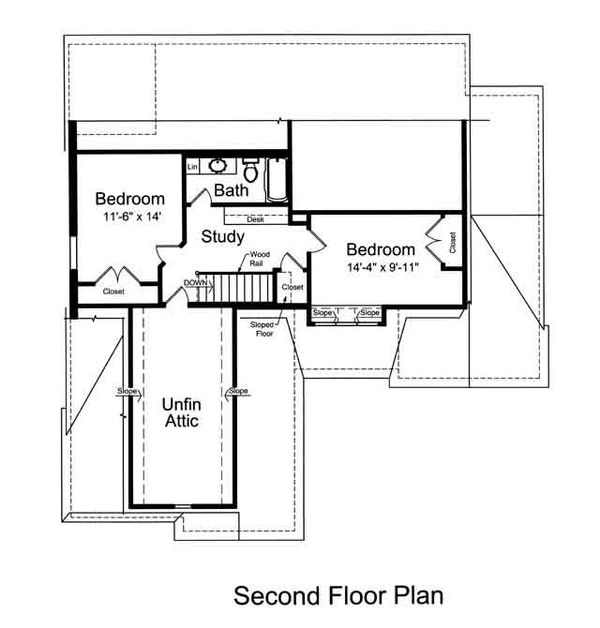 Lin
Bath
Bedroom
11'-6" x 14'
Desk
Study
Bedroom
14'-4" x 9'-11"
Closet
Wood
Rail
DOWN
Closet
Closet
Slope
Slope
Sloped
Floor
Slope
Slope
Unfin
Attic
Second Floor Plan